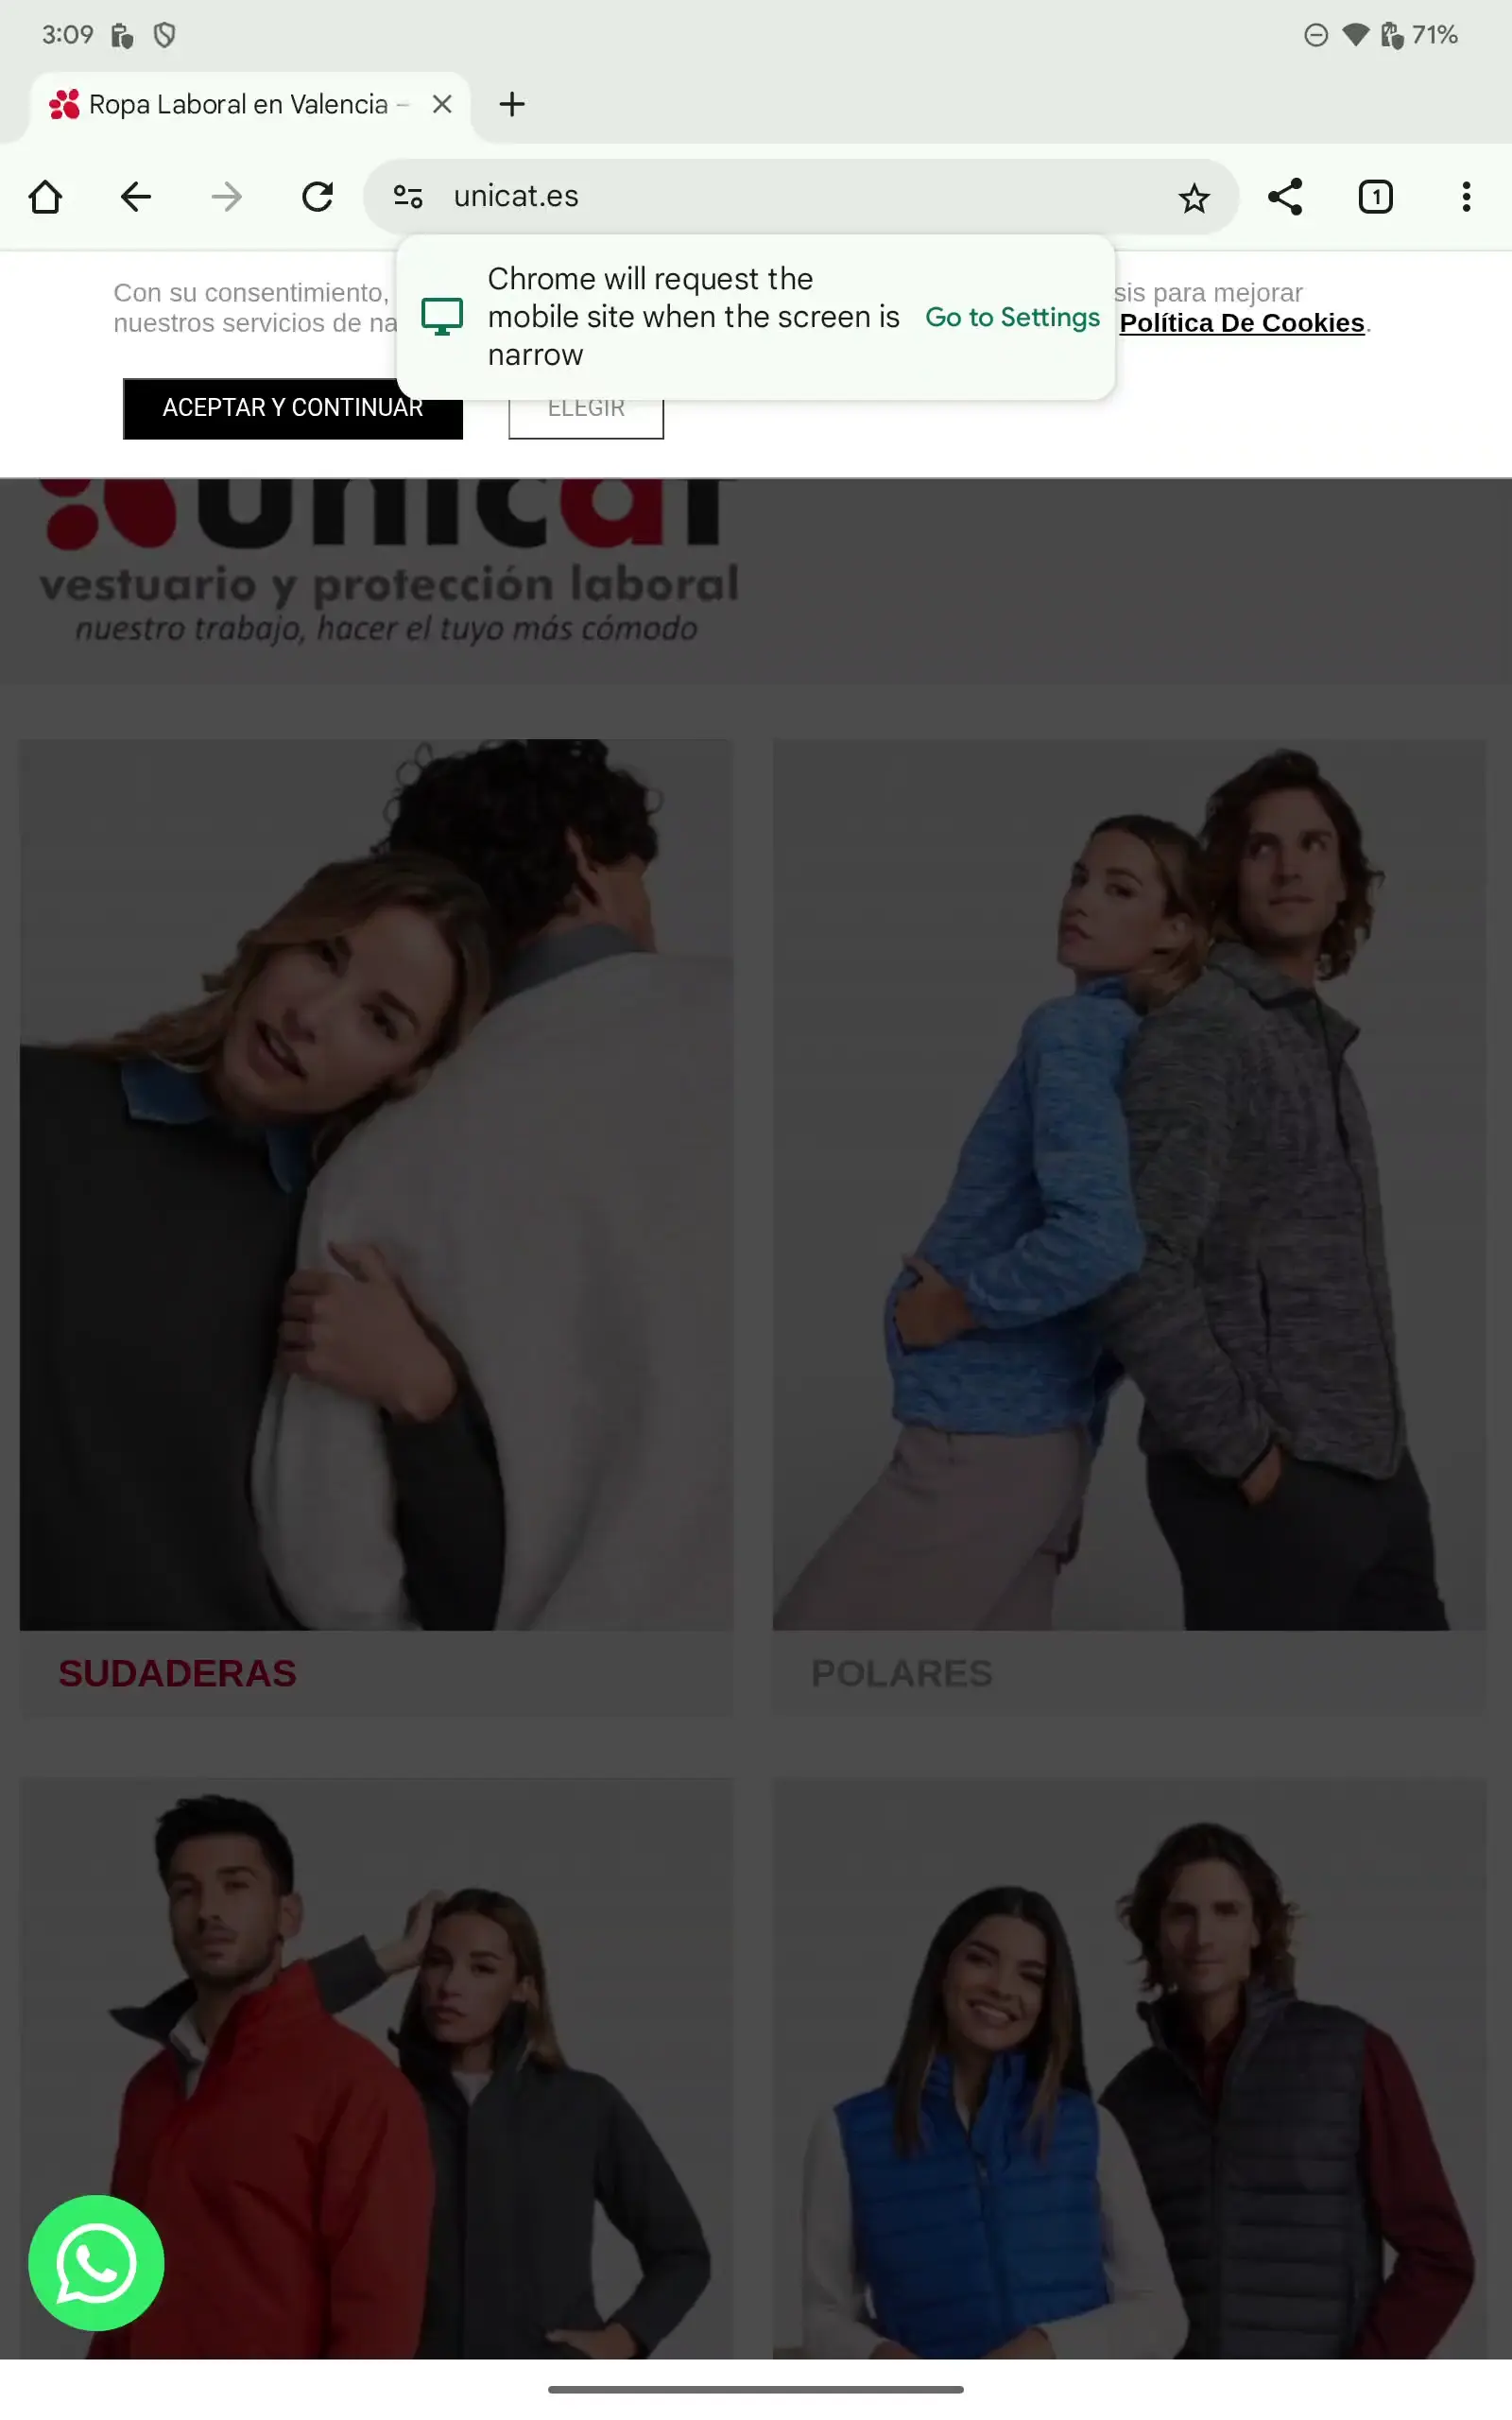 3:09
71%
Ropa Laboral en Valencia –
unicat.es
1
Chrome will request the
mobile site when the screen is
narrow
Go to Settings
Con su consentimiento,
sis para mejorar
nuestros servicios de na
Política De Cookies.
ACEPTAR Y CONTINUAR
ELEGIR
unicat
vestuario y protección laboral
nuestro trabajo, hacer el tuyo más cómodo
SUDADERAS
POLARES